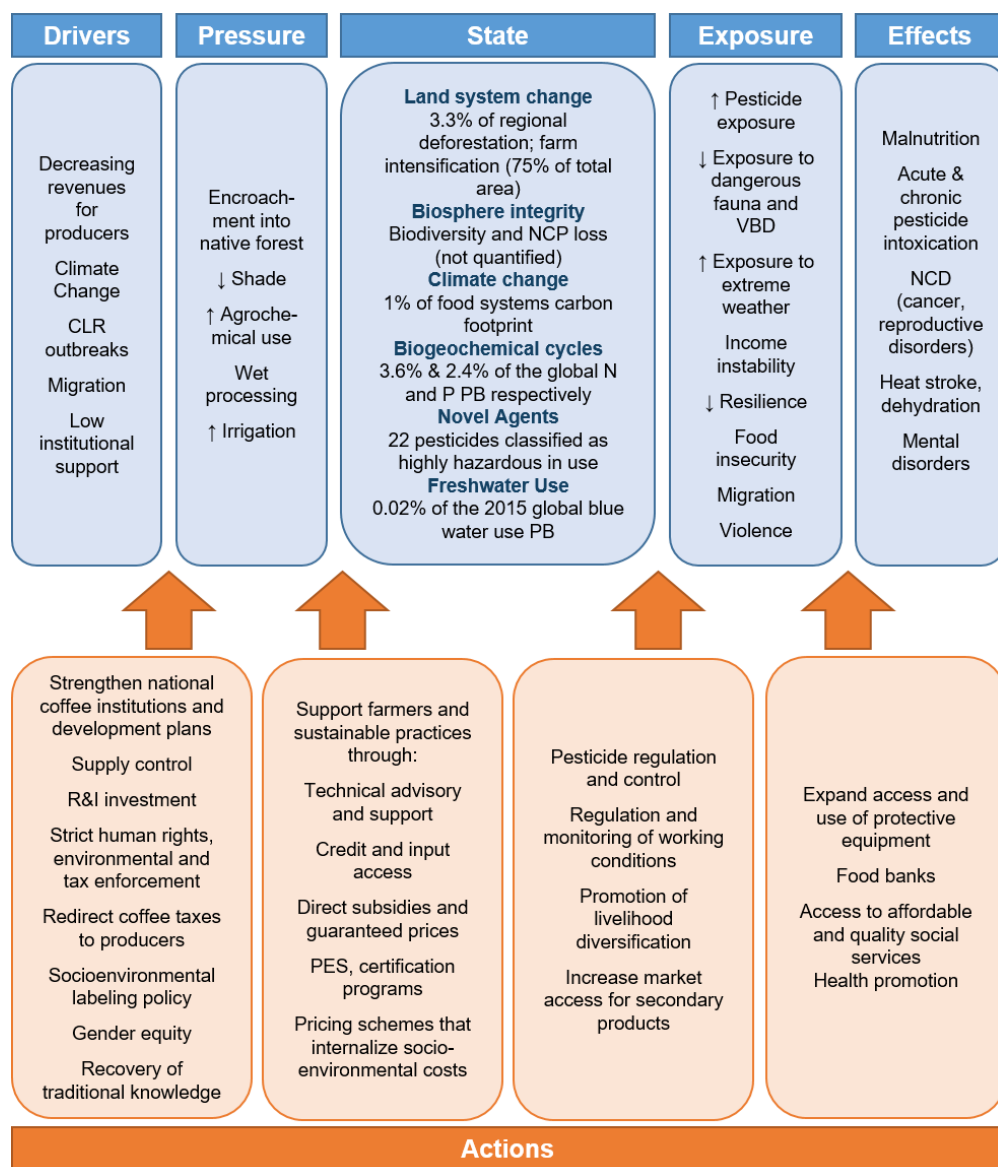 Drivers
Pressure
State
Exposure
Effects
Decreasing
revenues
for
producers
Climate
Change
CLR
outbreaks
Migration
Low
institutional
support
Encroach-
ment into
native forest
↓ Shade
↑ Agroche-
mical use
Wet
processing
↑ Irrigation
Land system change
3.3% of regional
deforestation; farm
intensification (75% of total
area)
Biosphere integrity
Biodiversity and NCP loss
(not quantified)
Climate change
1% of food systems carbon
footprint
Biogeochemical cycles
3.6% & 2.4% of the global N
and P PB respectively
Novel Agents
22 pesticides classified as
highly hazardous in use
Freshwater Use
0.02% of the 2015 global blue
water use PB
↑ Pesticide
exposure
↓ Exposure to
dangerous
fauna and
VBD
↑ Exposure to
extreme
weather
Income
instability
↓ Resilience
Food
insecurity
Migration
Violence
Malnutrition
Acute &
chronic
pesticide
intoxication
NCD
(cancer,
reproductive
disorders)
Heat stroke,
dehydration
Mental
disorders
Strengthen national
coffee institutions and
development plans
Supply control
R&I investment
Strict human rights,
environmental and
tax enforcement
Redirect coffee taxes
to producers
Socioenvironmental
labeling policy
Gender equity
Recovery of
traditional knowledge
Support farmers and
sustainable practices
through:
Technical advisory
and support
Credit and input
access
Direct subsidies and
guaranteed prices
PES, certification
programs
Pricing schemes that
internalize socio-
environmental costs
Pesticide regulation
and control
Regulation and
monitoring of working
conditions
Promotion of
livelihood
diversification
Increase market
access for secondary
products
Expand access and
use of protective
equipment
Food banks
Access to affordable
and quality social
services
Health promotion
Actions